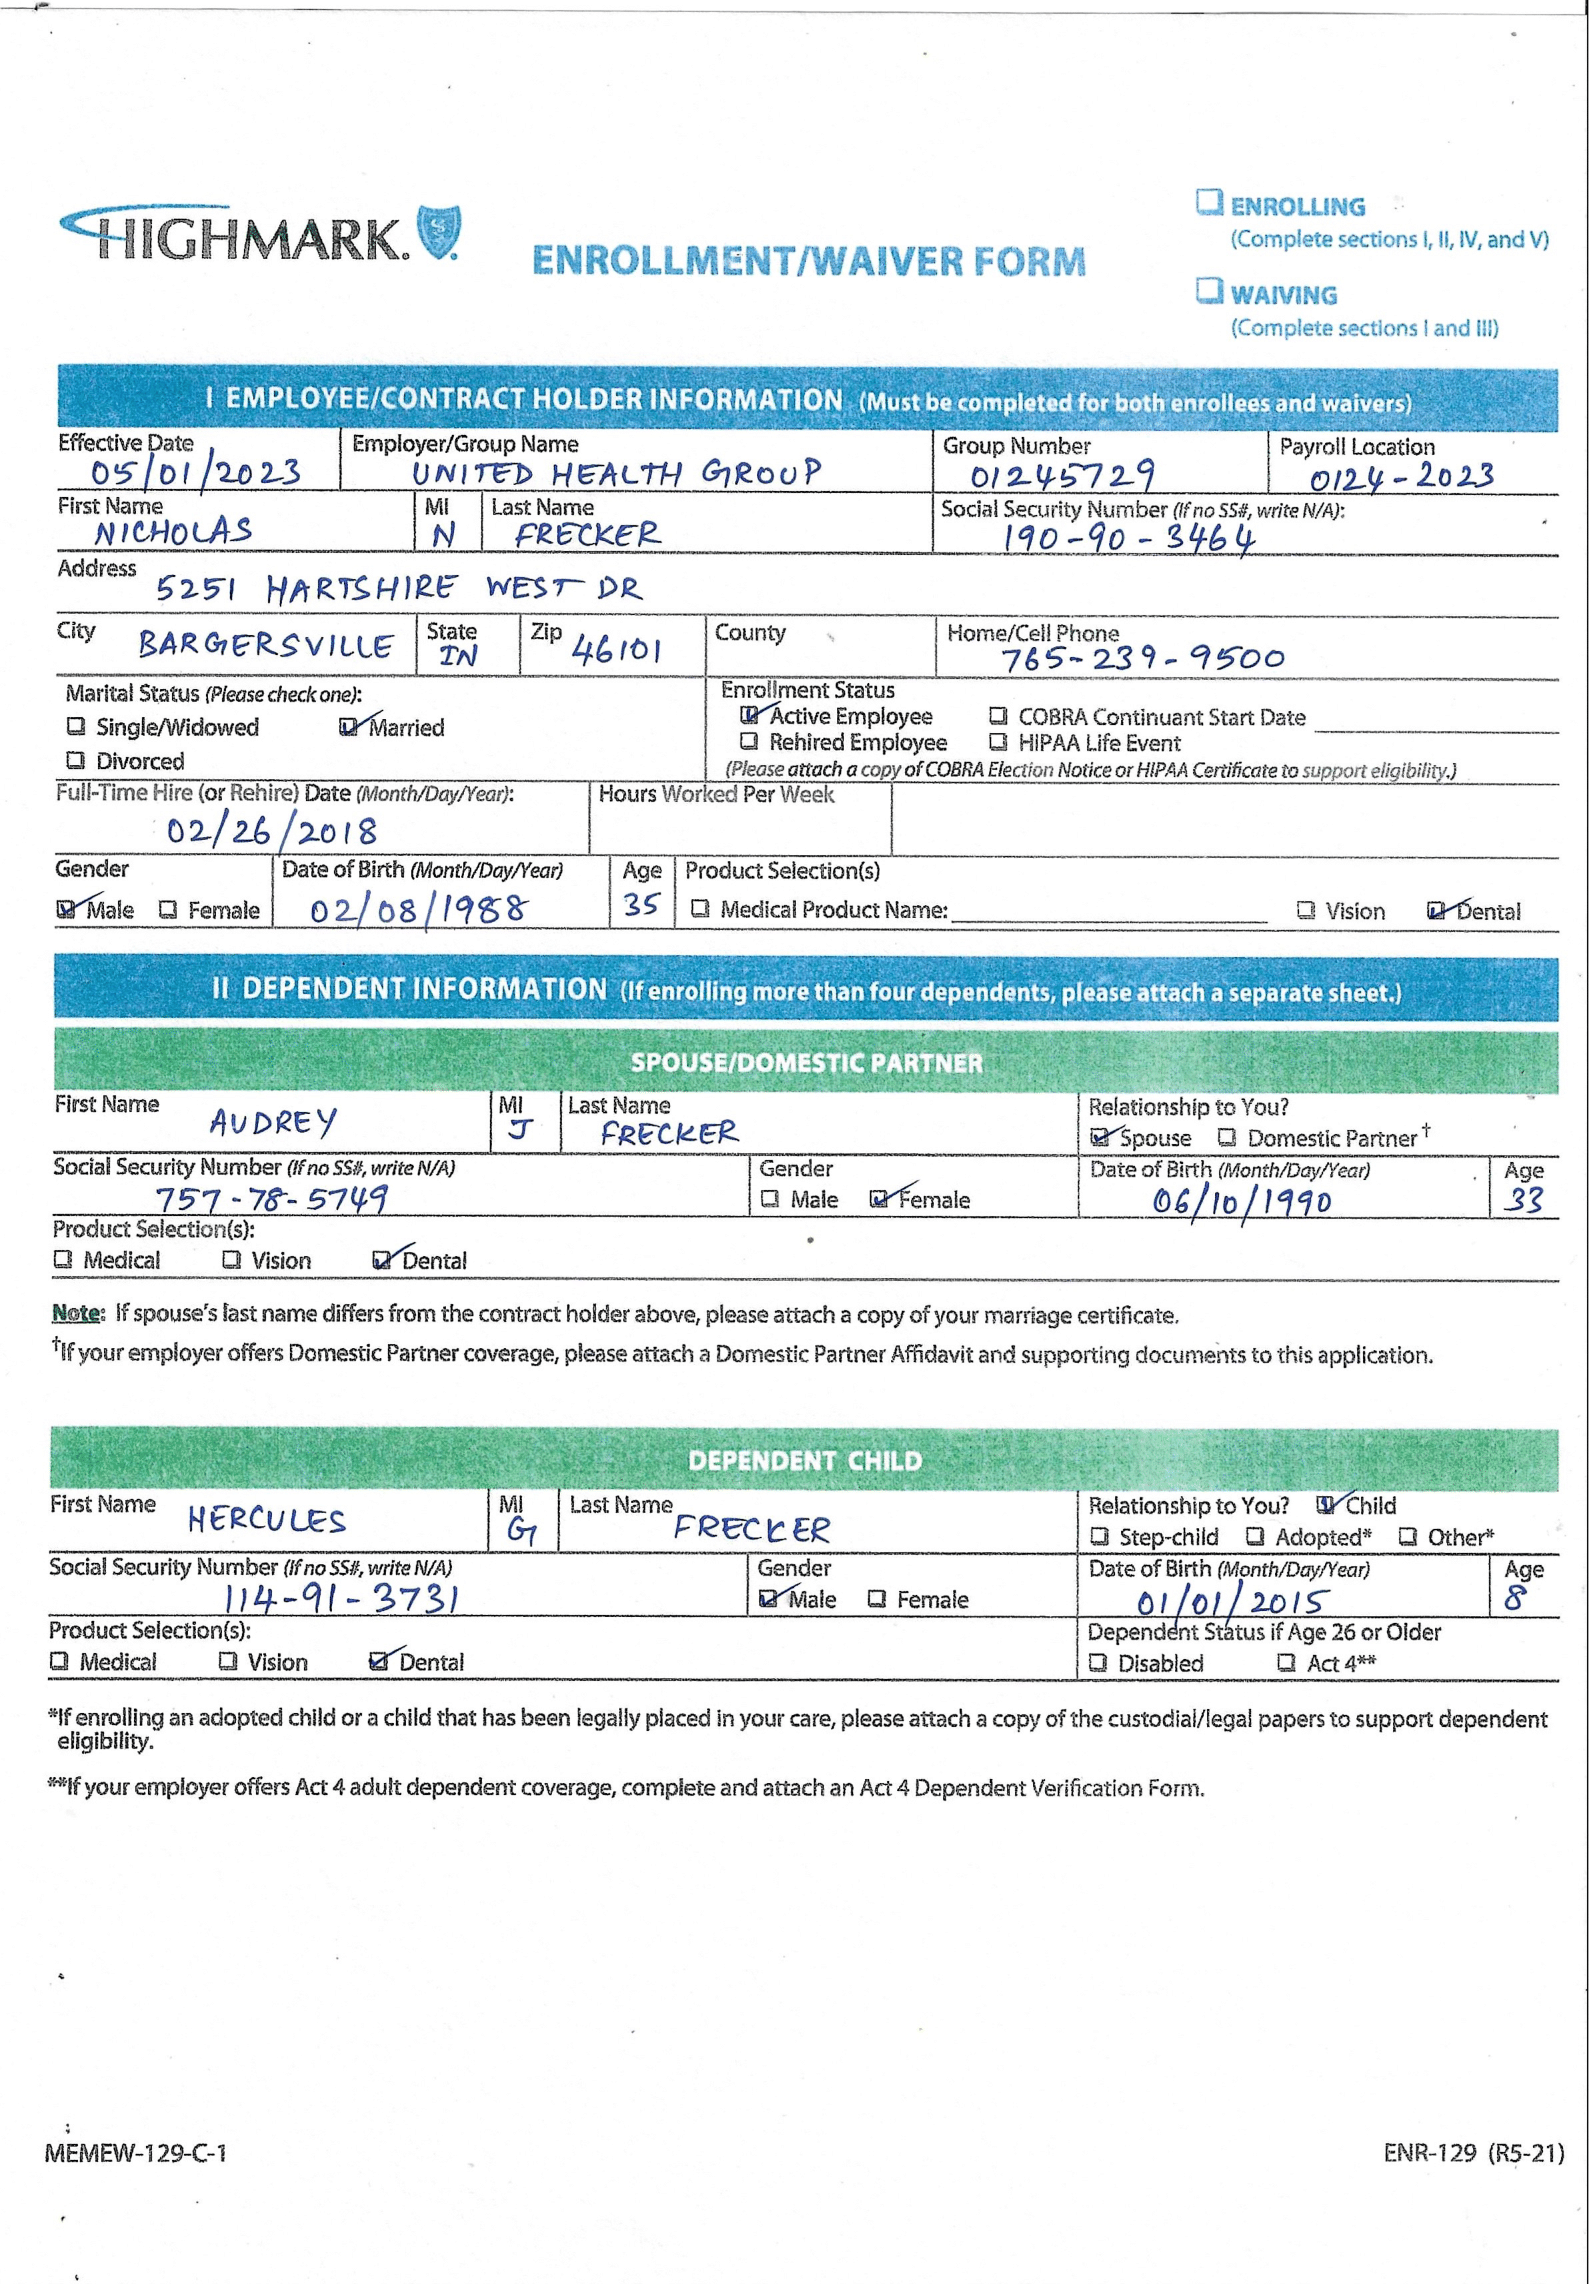 HIGHMARK.
ENROLLMENT/WAIVER FORM
ENROLLING
(Complete sections I, II, IV, and V)
WAIVING
(Complete sections I and III)
I EMPLOYEE/CONTRACT HOLDER INFORMATION (Must be completed for both enrollees and waivers)
Effective Date Employer/Group Name Group Number Payroll Location
05/01/2023 UNITED HEALTH GROUP 01245729 0124-2023
First Name MI Last Name Social Security Number (If no SS#, write N/A):
NICHOLAS N FRECKER 190-90-3464
Address 5251 HARTSHIRE WEST DR
City BARGERSVILLE State IN Zip 46101 County Home/Cell Phone 765-239-9500
Marital Status (Please check one): Enrollment Status
Single/Widowed Married Active Employee COBRA Continuant Start Date
Rehired Employee HIPAA Life Event
Divorced (Please attach a copy of COBRA Election Notice or HIPAA Certificate to support eligibility.)
Full-Time Hire (or Rehire) Date (Month/Day/Year): Hours Worked Per Week
02/26/2018
Gender Date of Birth (Month/Day/Year) Age Product Selection(s)
Male Female 02/08/1988 35 Medical Product Name: Vision Dental
II DEPENDENT INFORMATION (If enrolling more than four dependents, please attach a separate sheet.)
SPOUSE/DOMESTIC PARTNER
First Name MI Last Name Relationship to You?
AUDREY J FRECKER Spouse Domestic Partner†
Social Security Number (If no SS#, write N/A) Gender Date of Birth (Month/Day/Year) Age
757-78-5749 Male Female 06/10/1990 33
Product Selection(s):
Medical Vision Dental
Note: If spouse's last name differs from the contract holder above, please attach a copy of your marriage certificate.
†If your employer offers Domestic Partner coverage, please attach a Domestic Partner Affidavit and supporting documents to this application.
DEPENDENT CHILD
First Name MI Last Name Relationship to You? Child
HERCULES G FRECKER Step-child Adopted* Other*
Social Security Number (If no SS#, write N/A) Gender Date of Birth (Month/Day/Year) Age
114-91-3731 Male Female 01/01/2015 8
Product Selection(s): Dependent Status if Age 26 or Older
Medical Vision Dental Disabled Act 4**
*If enrolling an adopted child or a child that has been legally placed in your care, please attach a copy of the custodial/legal papers to support dependent
eligibility.
**If your employer offers Act 4 adult dependent coverage, complete and attach an Act 4 Dependent Verification Form.
MEMEW-129-C-1 ENR-129 (R5-21)